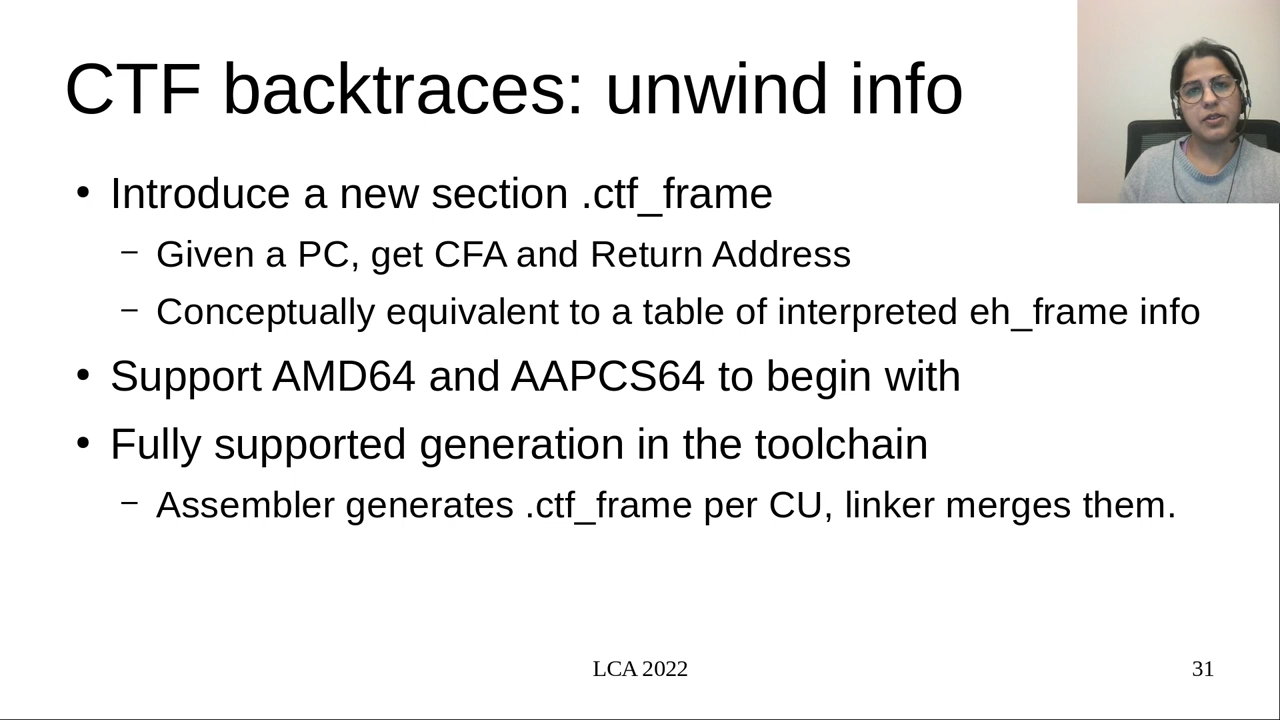 CTF backtraces: unwind info
• Introduce a new section .ctf_frame
– Given a PC, get CFA and Return Address
– Conceptually equivalent to a table of interpreted eh_frame info
• Support AMD64 and AAPCS64 to begin with
• Fully supported generation in the toolchain
– Assembler generates .ctf_frame per CU, linker merges them.
LCA 2022
31